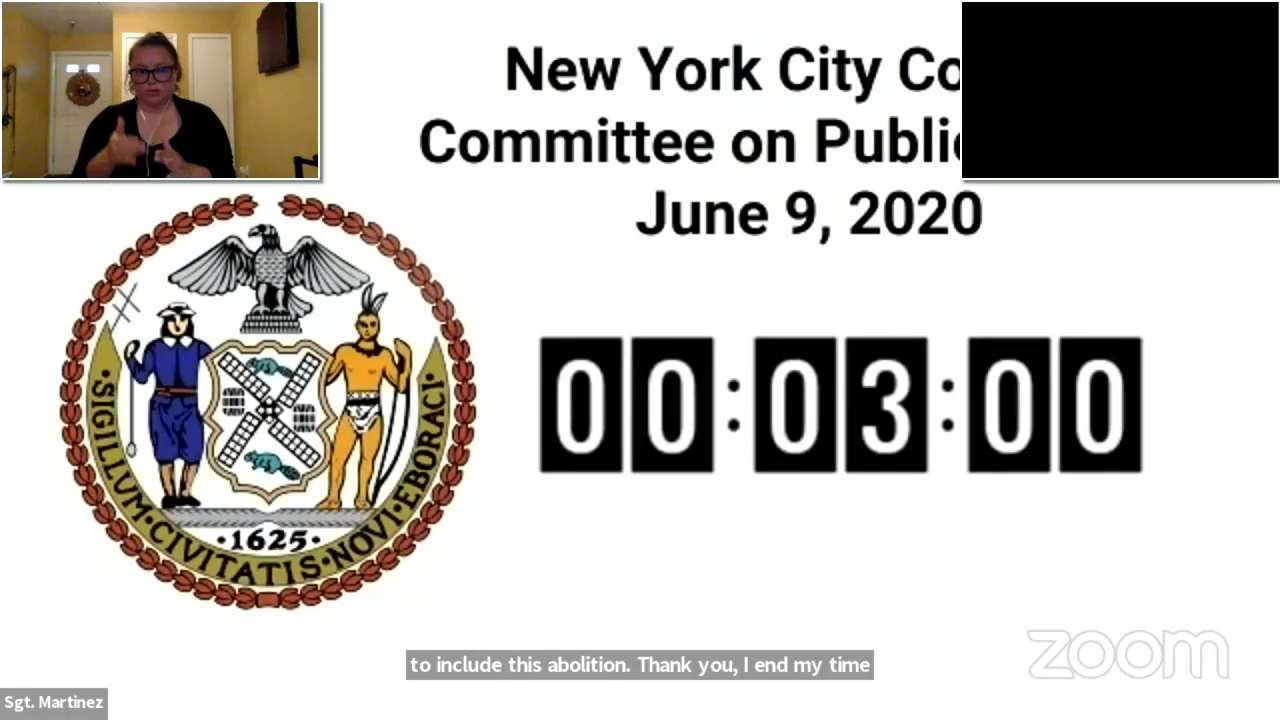 New York City Co
Committee on Public
June 9, 2020
00:03:00
·SIGILLUM·CIVITATIS·NOVI·EBORACI·
·1625·
to include this abolition. Thank you, I end my time
zoom
Sgt. Martinez